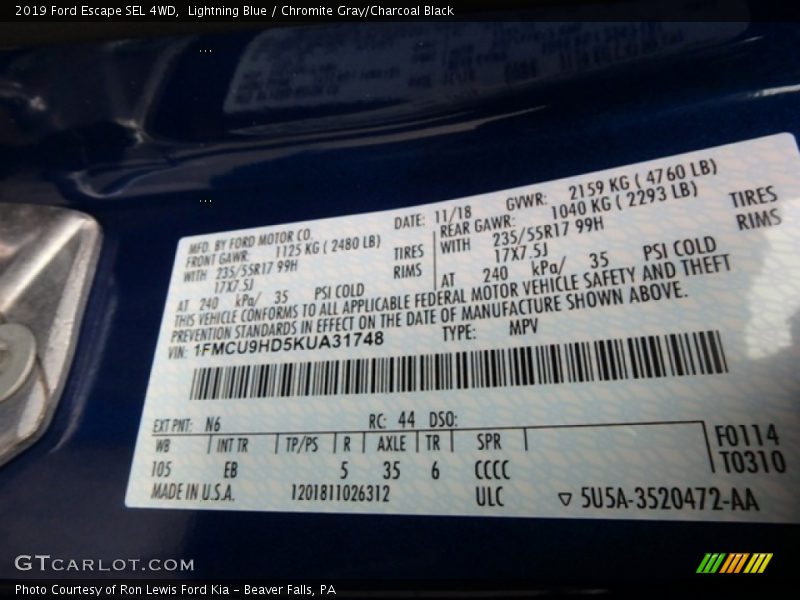 2019 Ford Escape SEL 4WD, Lightning Blue / Chromite Gray/Charcoal Black
MFD. BY FORD MOTOR CO. DATE: 11/18 GVWR: 2159 KG ( 4760 LB)
FRONT GAWR: 1125 KG ( 2480 LB) REAR GAWR: 1040 KG ( 2293 LB)
WITH 235/55R17 99H TIRES WITH 235/55R17 99H TIRES
17X7.5J RIMS 17X7.5J RIMS
AT 240 kPa/ 35 PSI COLD AT 240 kPa/ 35 PSI COLD
THIS VEHICLE CONFORMS TO ALL APPLICABLE FEDERAL MOTOR VEHICLE SAFETY AND THEFT
PREVENTION STANDARDS IN EFFECT ON THE DATE OF MANUFACTURE SHOWN ABOVE.
VIN: 1FMCU9HD5KUA31748 TYPE: MPV
EXT PNT: N6 RC: 44 DSO:
WB INT TR TP/PS R AXLE TR SPR F0114
105 EB 5 35 6 CCCC T0310
MADE IN U.S.A. 1201811026312 ULC ▽ 5U5A-3520472-AA
GTCARLOT.COM
Photo Courtesy of Ron Lewis Ford Kia - Beaver Falls, PA